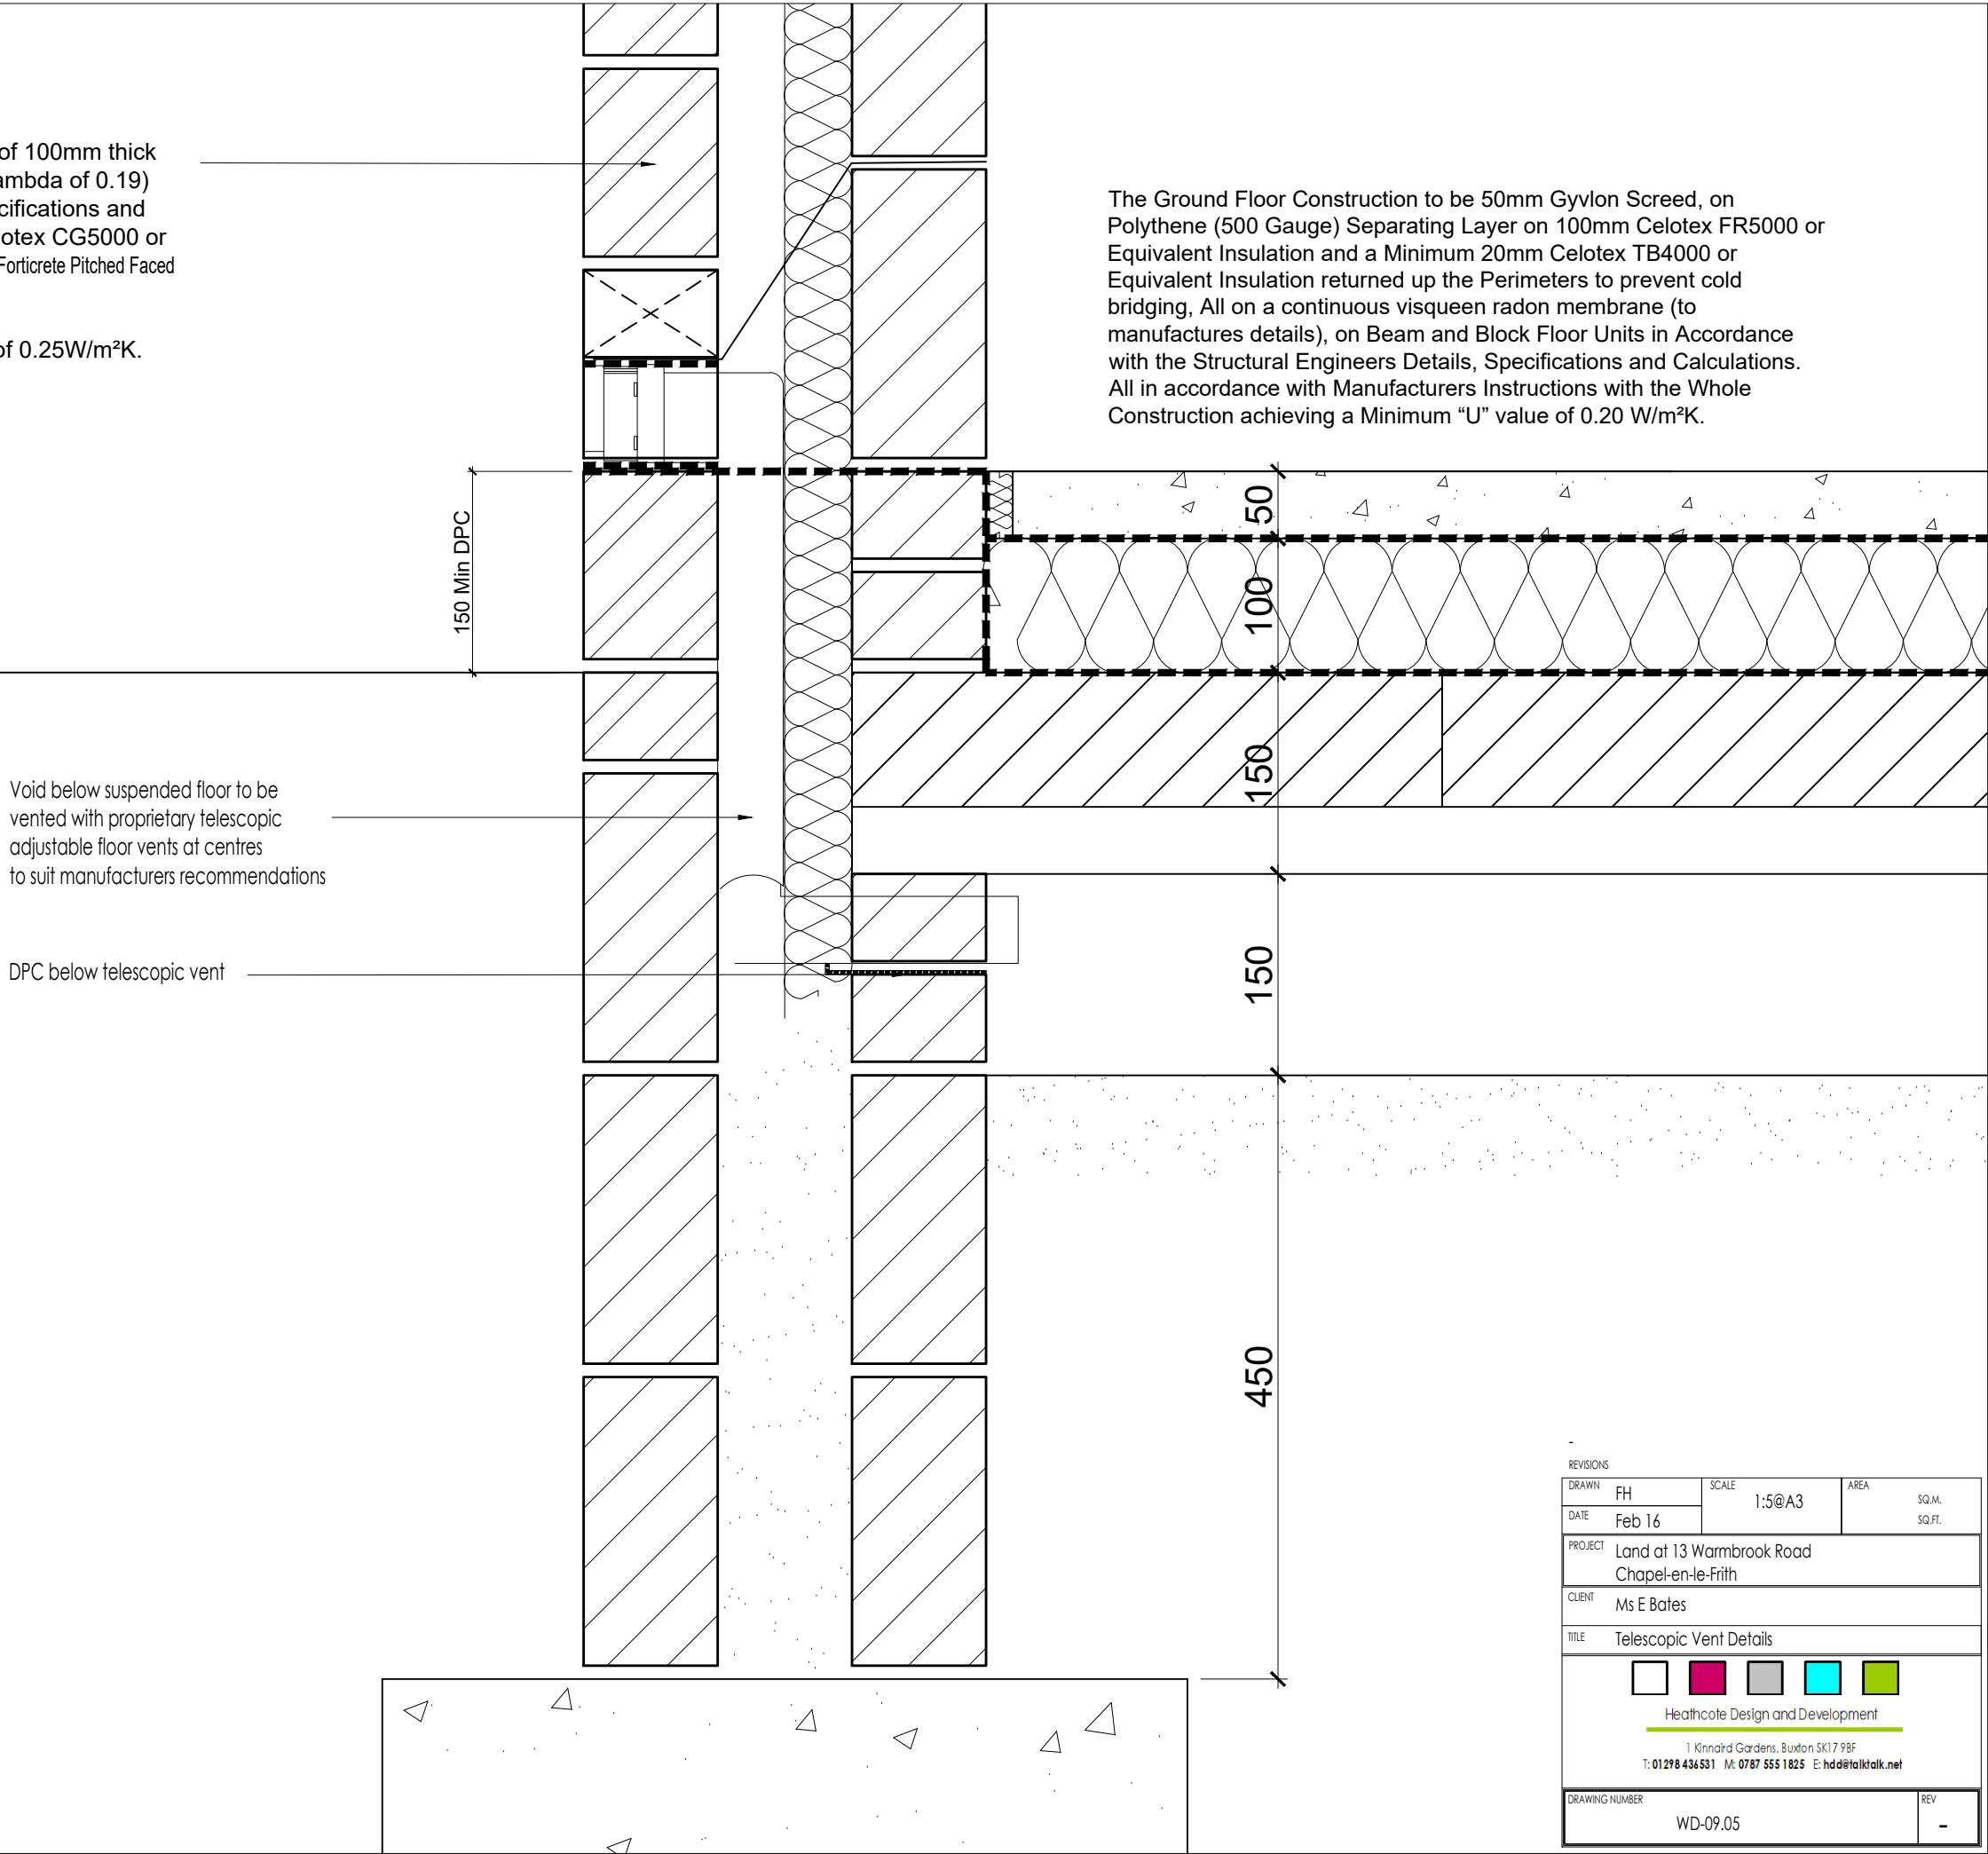 of 100mm thick
ambda of 0.19)
cifications and
lotex CG5000 or
Forticrete Pitched Faced
of 0.25W/m²K.
The Ground Floor Construction to be 50mm Gyvlon Screed, on
Polythene (500 Gauge) Separating Layer on 100mm Celotex FR5000 or
Equivalent Insulation and a Minimum 20mm Celotex TB4000 or
Equivalent Insulation returned up the Perimeters to prevent cold
bridging, All on a continuous visqueen radon membrane (to
manufactures details), on Beam and Block Floor Units in Accordance
with the Structural Engineers Details, Specifications and Calculations.
All in accordance with Manufacturers Instructions with the Whole
Construction achieving a Minimum “U” value of 0.20 W/m²K.
150 Min DPC
50
100
150
150
450
Void below suspended floor to be
vented with proprietary telescopic
adjustable floor vents at centres
to suit manufacturers recommendations
DPC below telescopic vent
-
REVISIONS
DRAWN FH
SCALE 1:5@A3
AREA SQ.M.
SQ.FT.
DATE Feb 16
PROJECT Land at 13 Warmbrook Road
Chapel-en-le-Frith
CLIENT Ms E Bates
TITLE Telescopic Vent Details
Heathcote Design and Development
1 Kinnaird Gardens, Buxton SK17 9BF
T: 01298 436531 M: 0787 555 1825 E: hdd@talktalk.net
DRAWING NUMBER
WD-09.05
REV
-